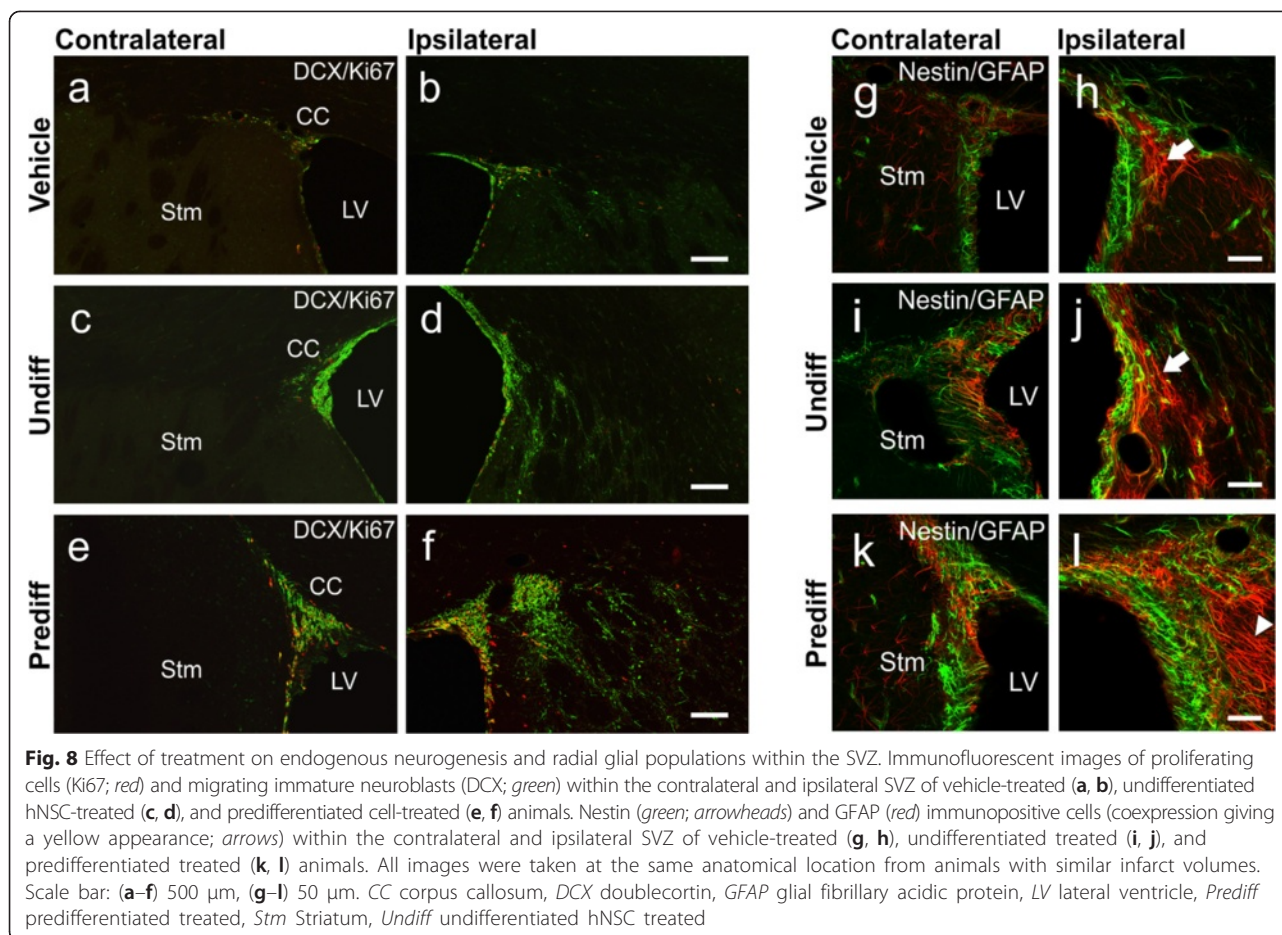 Contralateral Ipsilateral
Contralateral Ipsilateral
Vehicle
a
DCX/Ki67
CC
Stm
LV
b
g
Nestin/GFAP
Stm
LV
h
Undiff
c
DCX/Ki67
CC
LV
Stm
d
Undiff
i
Nestin/GFAP
LV
Stm
j
Prediff
e
DCX/Ki67
CC
Stm
LV
f
Prediff
k
Nestin/GFAP
Stm
LV
l
Vehicle
Fig. 8 Effect of treatment on endogenous neurogenesis and radial glial populations within the SVZ. Immunofluorescent images of proliferating
cells (Ki67; red) and migrating immature neuroblasts (DCX; green) within the contralateral and ipsilateral SVZ of vehicle-treated (a, b), undifferentiated
hNSC-treated (c, d), and predifferentiated cell-treated (e, f) animals. Nestin (green; arrowheads) and GFAP (red) immunopositive cells (coexpression giving
a yellow appearance; arrows) within the contralateral and ipsilateral SVZ of vehicle-treated (g, h), undifferentiated treated (i, j), and
predifferentiated treated (k, l) animals. All images were taken at the same anatomical location from animals with similar infarct volumes.
Scale bar: (a–f) 500 μm, (g–l) 50 μm. CC corpus callosum, DCX doublecortin, GFAP glial fibrillary acidic protein, LV lateral ventricle, Prediff
predifferentiated treated, Stm Striatum, Undiff undifferentiated hNSC treated